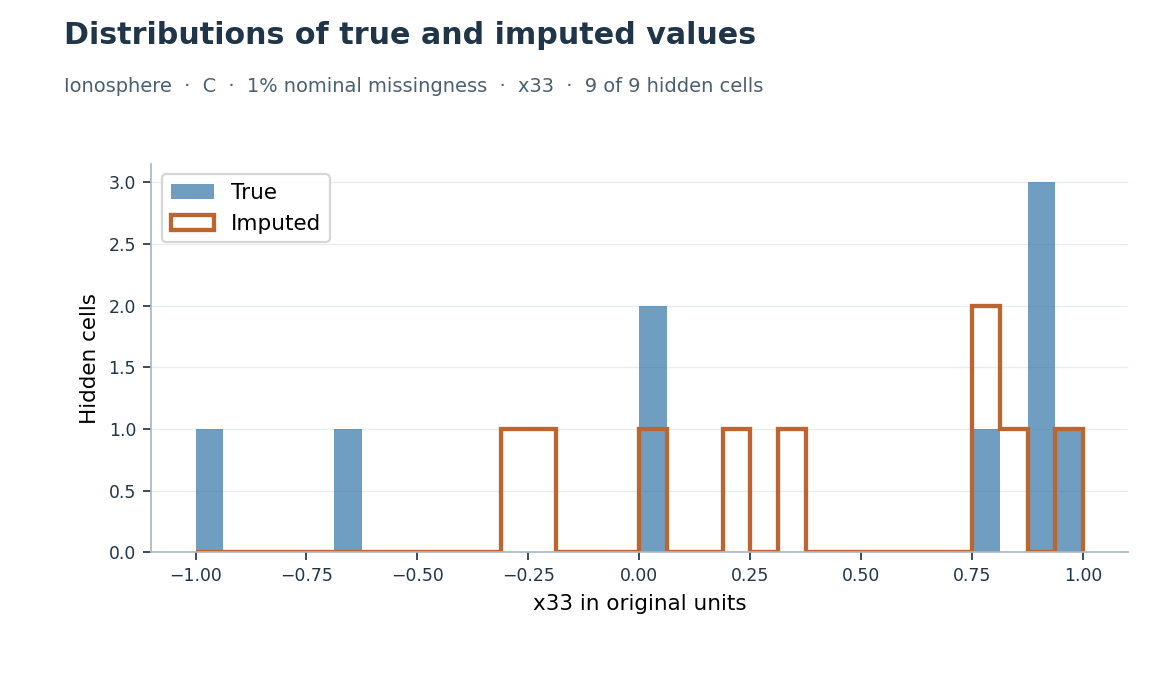 Distributions of true and imputed values
Ionosphere · C · 1% nominal missingness · x33 · 9 of 9 hidden cells
True
Imputed
Hidden cells
3.0
2.5
2.0
1.5
1.0
0.5
0.0
−1.00 −0.75 −0.50 −0.25 0.00 0.25 0.50 0.75 1.00
x33 in original units